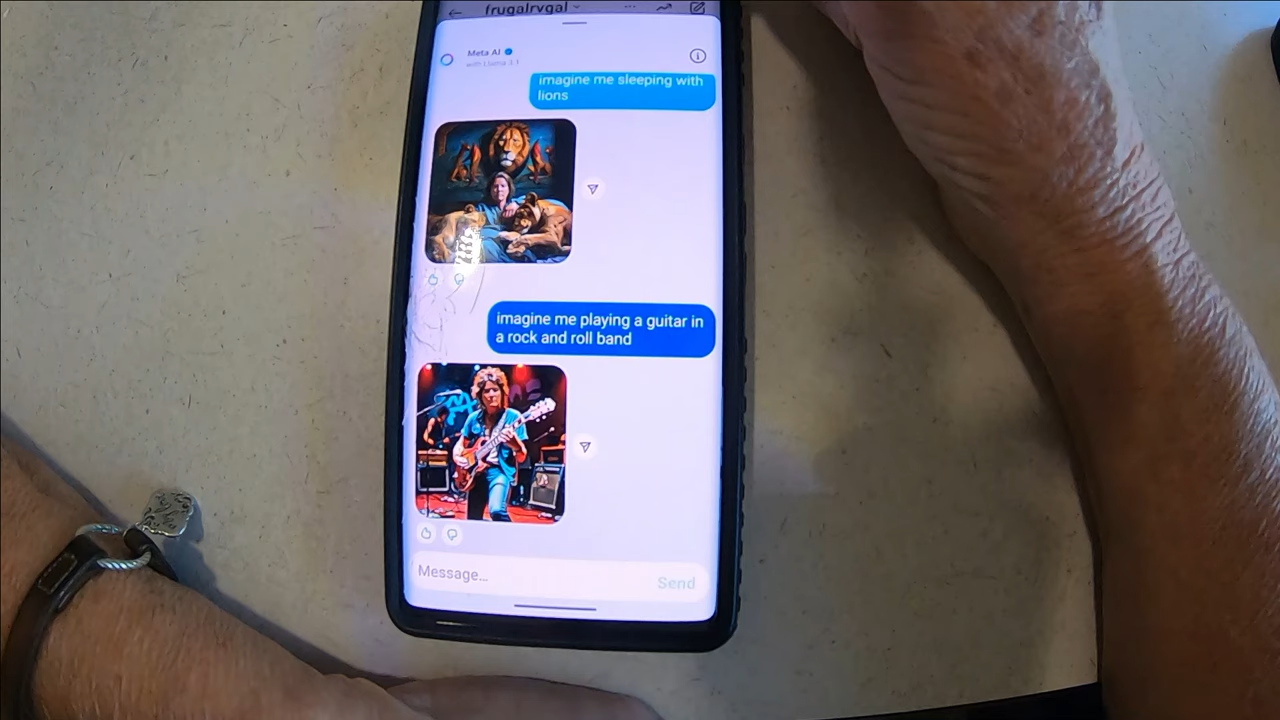 frugalrvgal
Meta AI
with Llama 3.1
imagine me sleeping with
lions
imagine me playing a guitar in
a rock and roll band
Message...
Send